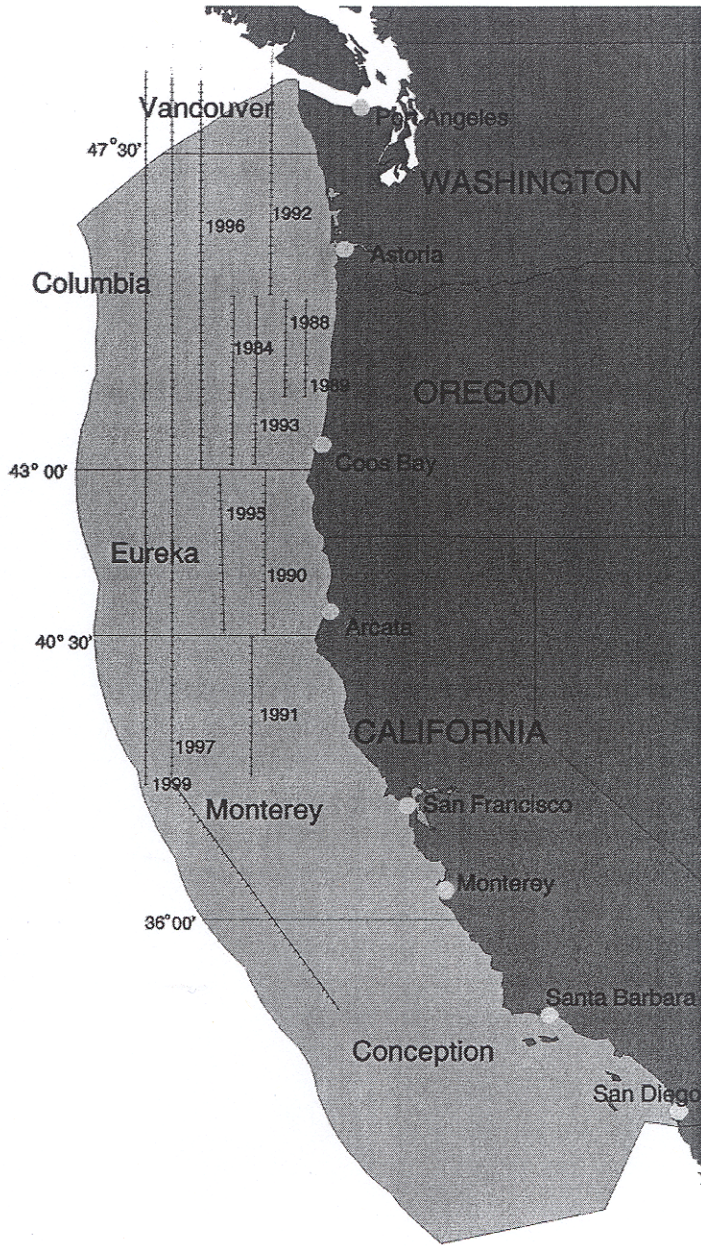 Vancouver
Port Angeles
47°30'
WASHINGTON
1992
1996
Astoria
Columbia
1988
1984
1989
OREGON
1993
Coos Bay
43° 00'
1995
Eureka
1990
Arcata
40° 30'
1991
CALIFORNIA
1997
1999
Monterey
San Francisco
Monterey
36°00'
Santa Barbara
Conception
San Diego